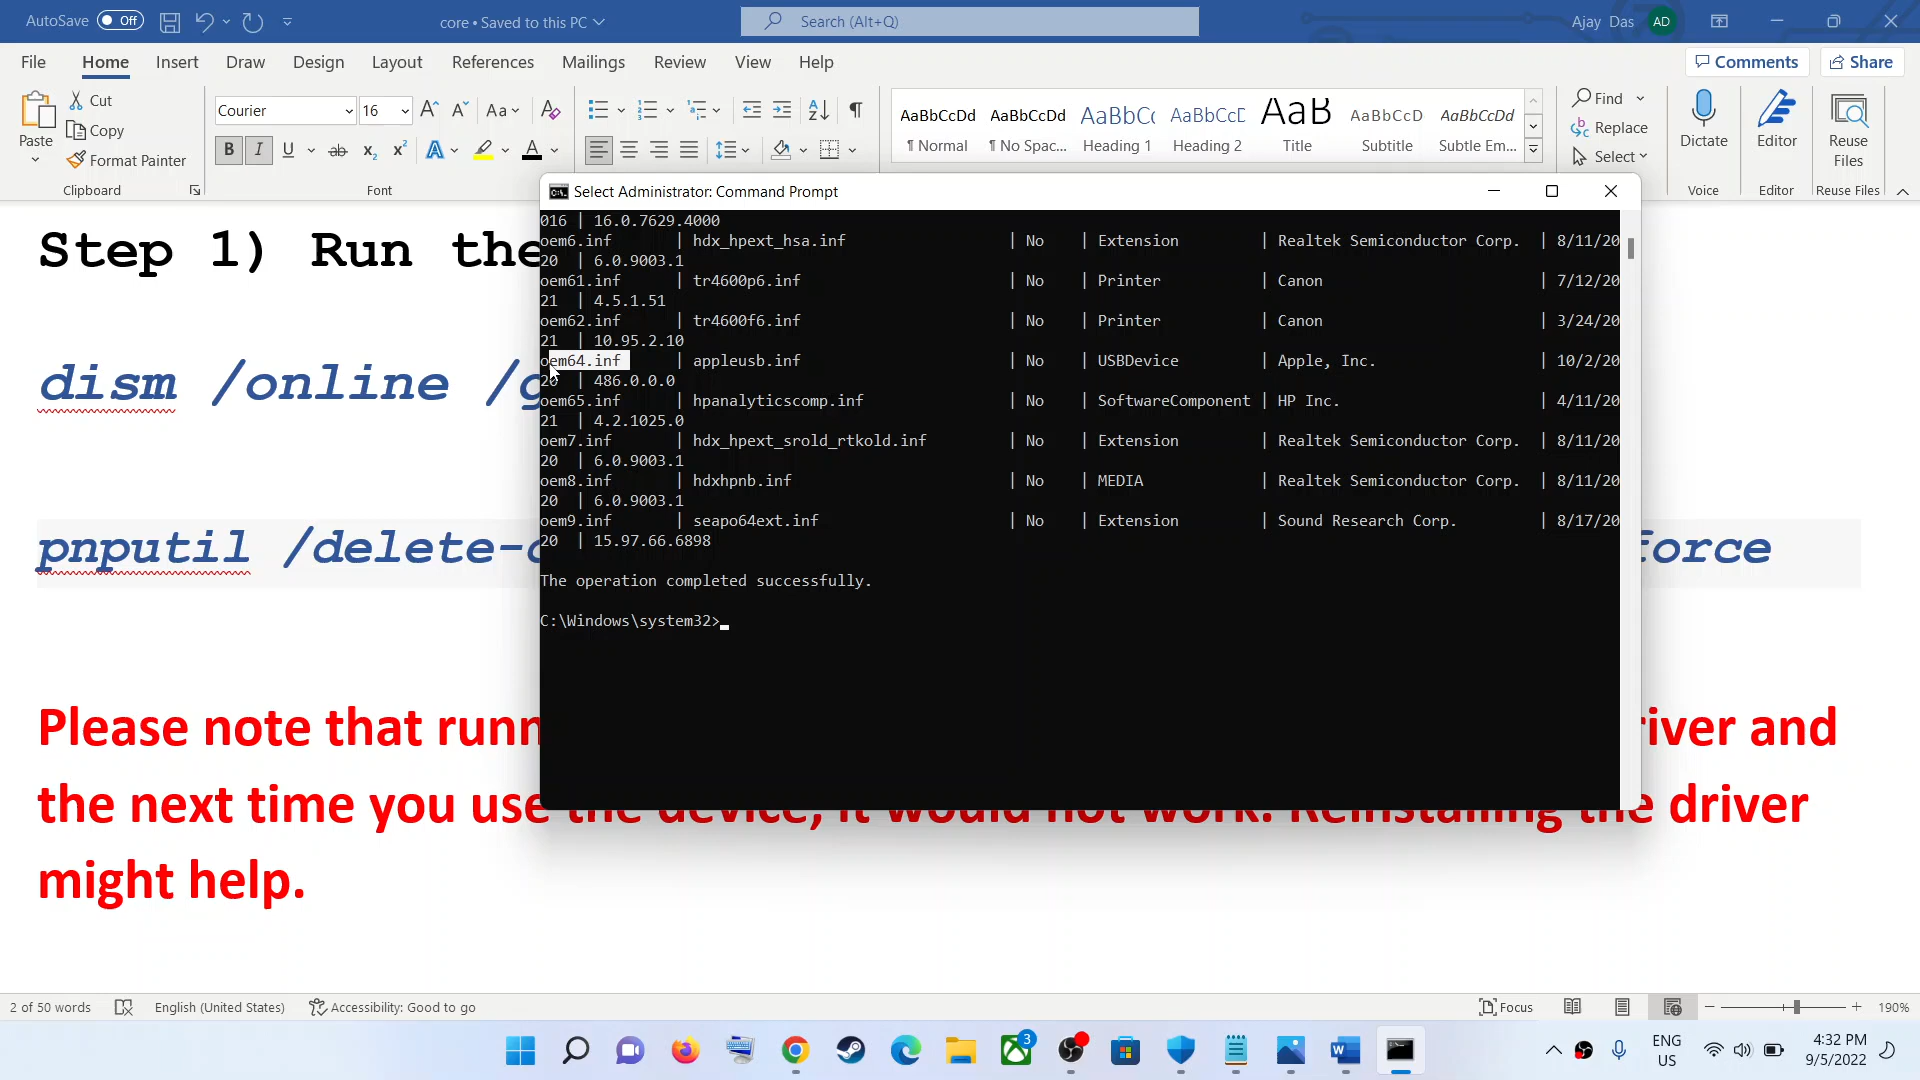 AutoSave Off core • Saved to this PC Search (Alt+Q) Ajay Das AD
File Home Insert Draw Design Layout References Mailings Review View Help Comments Share
Paste Cut Copy Format Painter
Clipboard
Courier 16 Aa
B I U ab x₂ x² A A
Font
AaBbCcDd AaBbCcDd AaBbCc AaBbCcD AaB AaBbCcD AaBbCcDd
¶ Normal ¶ No Spac... Heading 1 Heading 2 Title Subtitle Subtle Em...
Find Replace Select
Dictate Editor Reuse Files
Voice Editor Reuse Files
Step 1) Run the
dism /online /g
pnputil /delete-
force
Please note that runn
river and
the next time you use the device, it would not work. Reinstalling the driver
might help.
Select Administrator: Command Prompt
016 | 16.0.7629.4000
oem6.inf | hdx_hpext_hsa.inf | No | Extension | Realtek Semiconductor Corp. | 8/11/20
20 | 6.0.9003.1
oem61.inf | tr4600p6.inf | No | Printer | Canon | 7/12/20
21 | 4.5.1.51
oem62.inf | tr4600f6.inf | No | Printer | Canon | 3/24/20
21 | 10.95.2.10
oem64.inf | appleusb.inf | No | USBDevice | Apple, Inc. | 10/2/20
20 | 486.0.0.0
oem65.inf | hpanalyticscomp.inf | No | SoftwareComponent | HP Inc. | 4/11/20
21 | 4.2.1025.0
oem7.inf | hdx_hpext_srold_rtkold.inf | No | Extension | Realtek Semiconductor Corp. | 8/11/20
20 | 6.0.9003.1
oem8.inf | hdxhpnb.inf | No | MEDIA | Realtek Semiconductor Corp. | 8/11/20
20 | 6.0.9003.1
oem9.inf | seapo64ext.inf | No | Extension | Sound Research Corp. | 8/17/20
20 | 15.97.66.6898
The operation completed successfully.
C:\Windows\system32>
2 of 50 words English (United States) Accessibility: Good to go Focus 190%
3
ENG
US
4:32 PM
9/5/2022